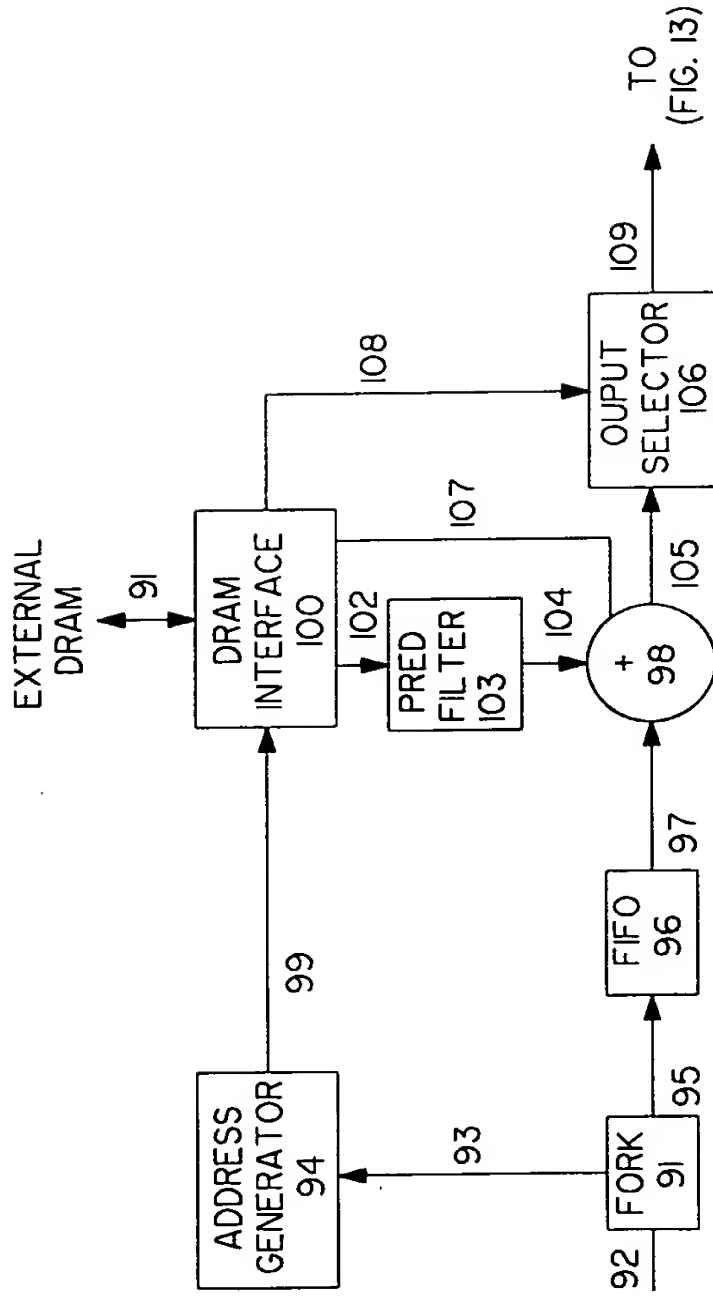 EXTERNAL
DRAM
91
ADDRESS
GENERATOR
94
99
DRAM
INTERFACE
100
108
102
107
PRED
FILTER
103
104
93
92
FORK
91
95
FIFO
96
97
+
98
105
OUPUT
SELECTOR
106
109
TO
(FIG. 13)